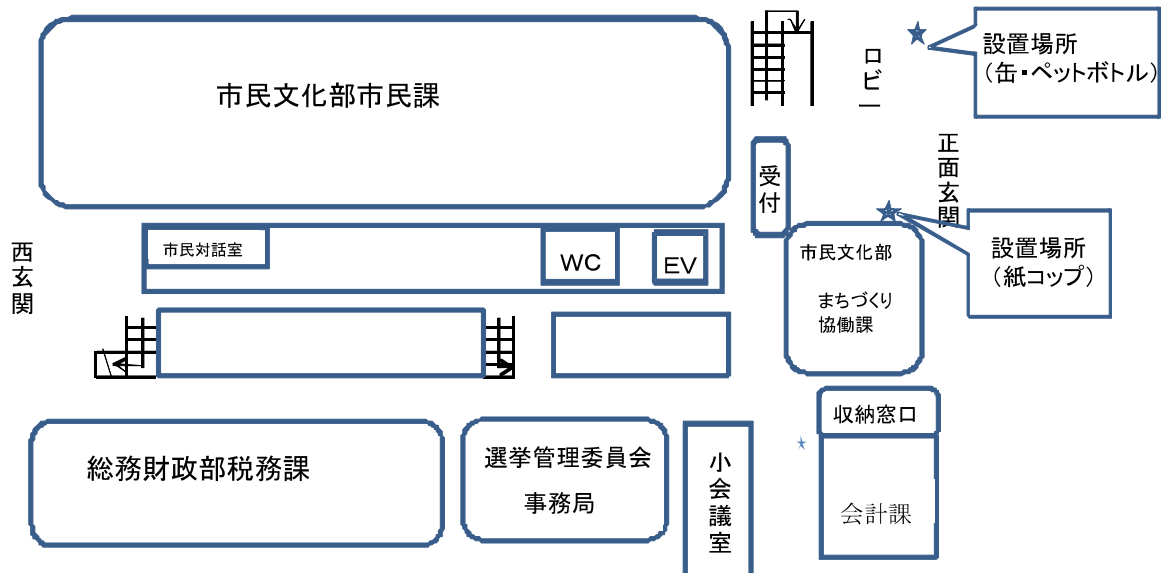 市民文化部市民課
ロビー
設置場所
（缶・ペットボトル）
正面玄関
受付
西玄関
市民対話室
WC
EV
市民文化部
まちづくり
協働課
設置場所
（紙コップ）
収納窓口
総務財政部税務課
選挙管理委員会
事務局
小会議室
会計課